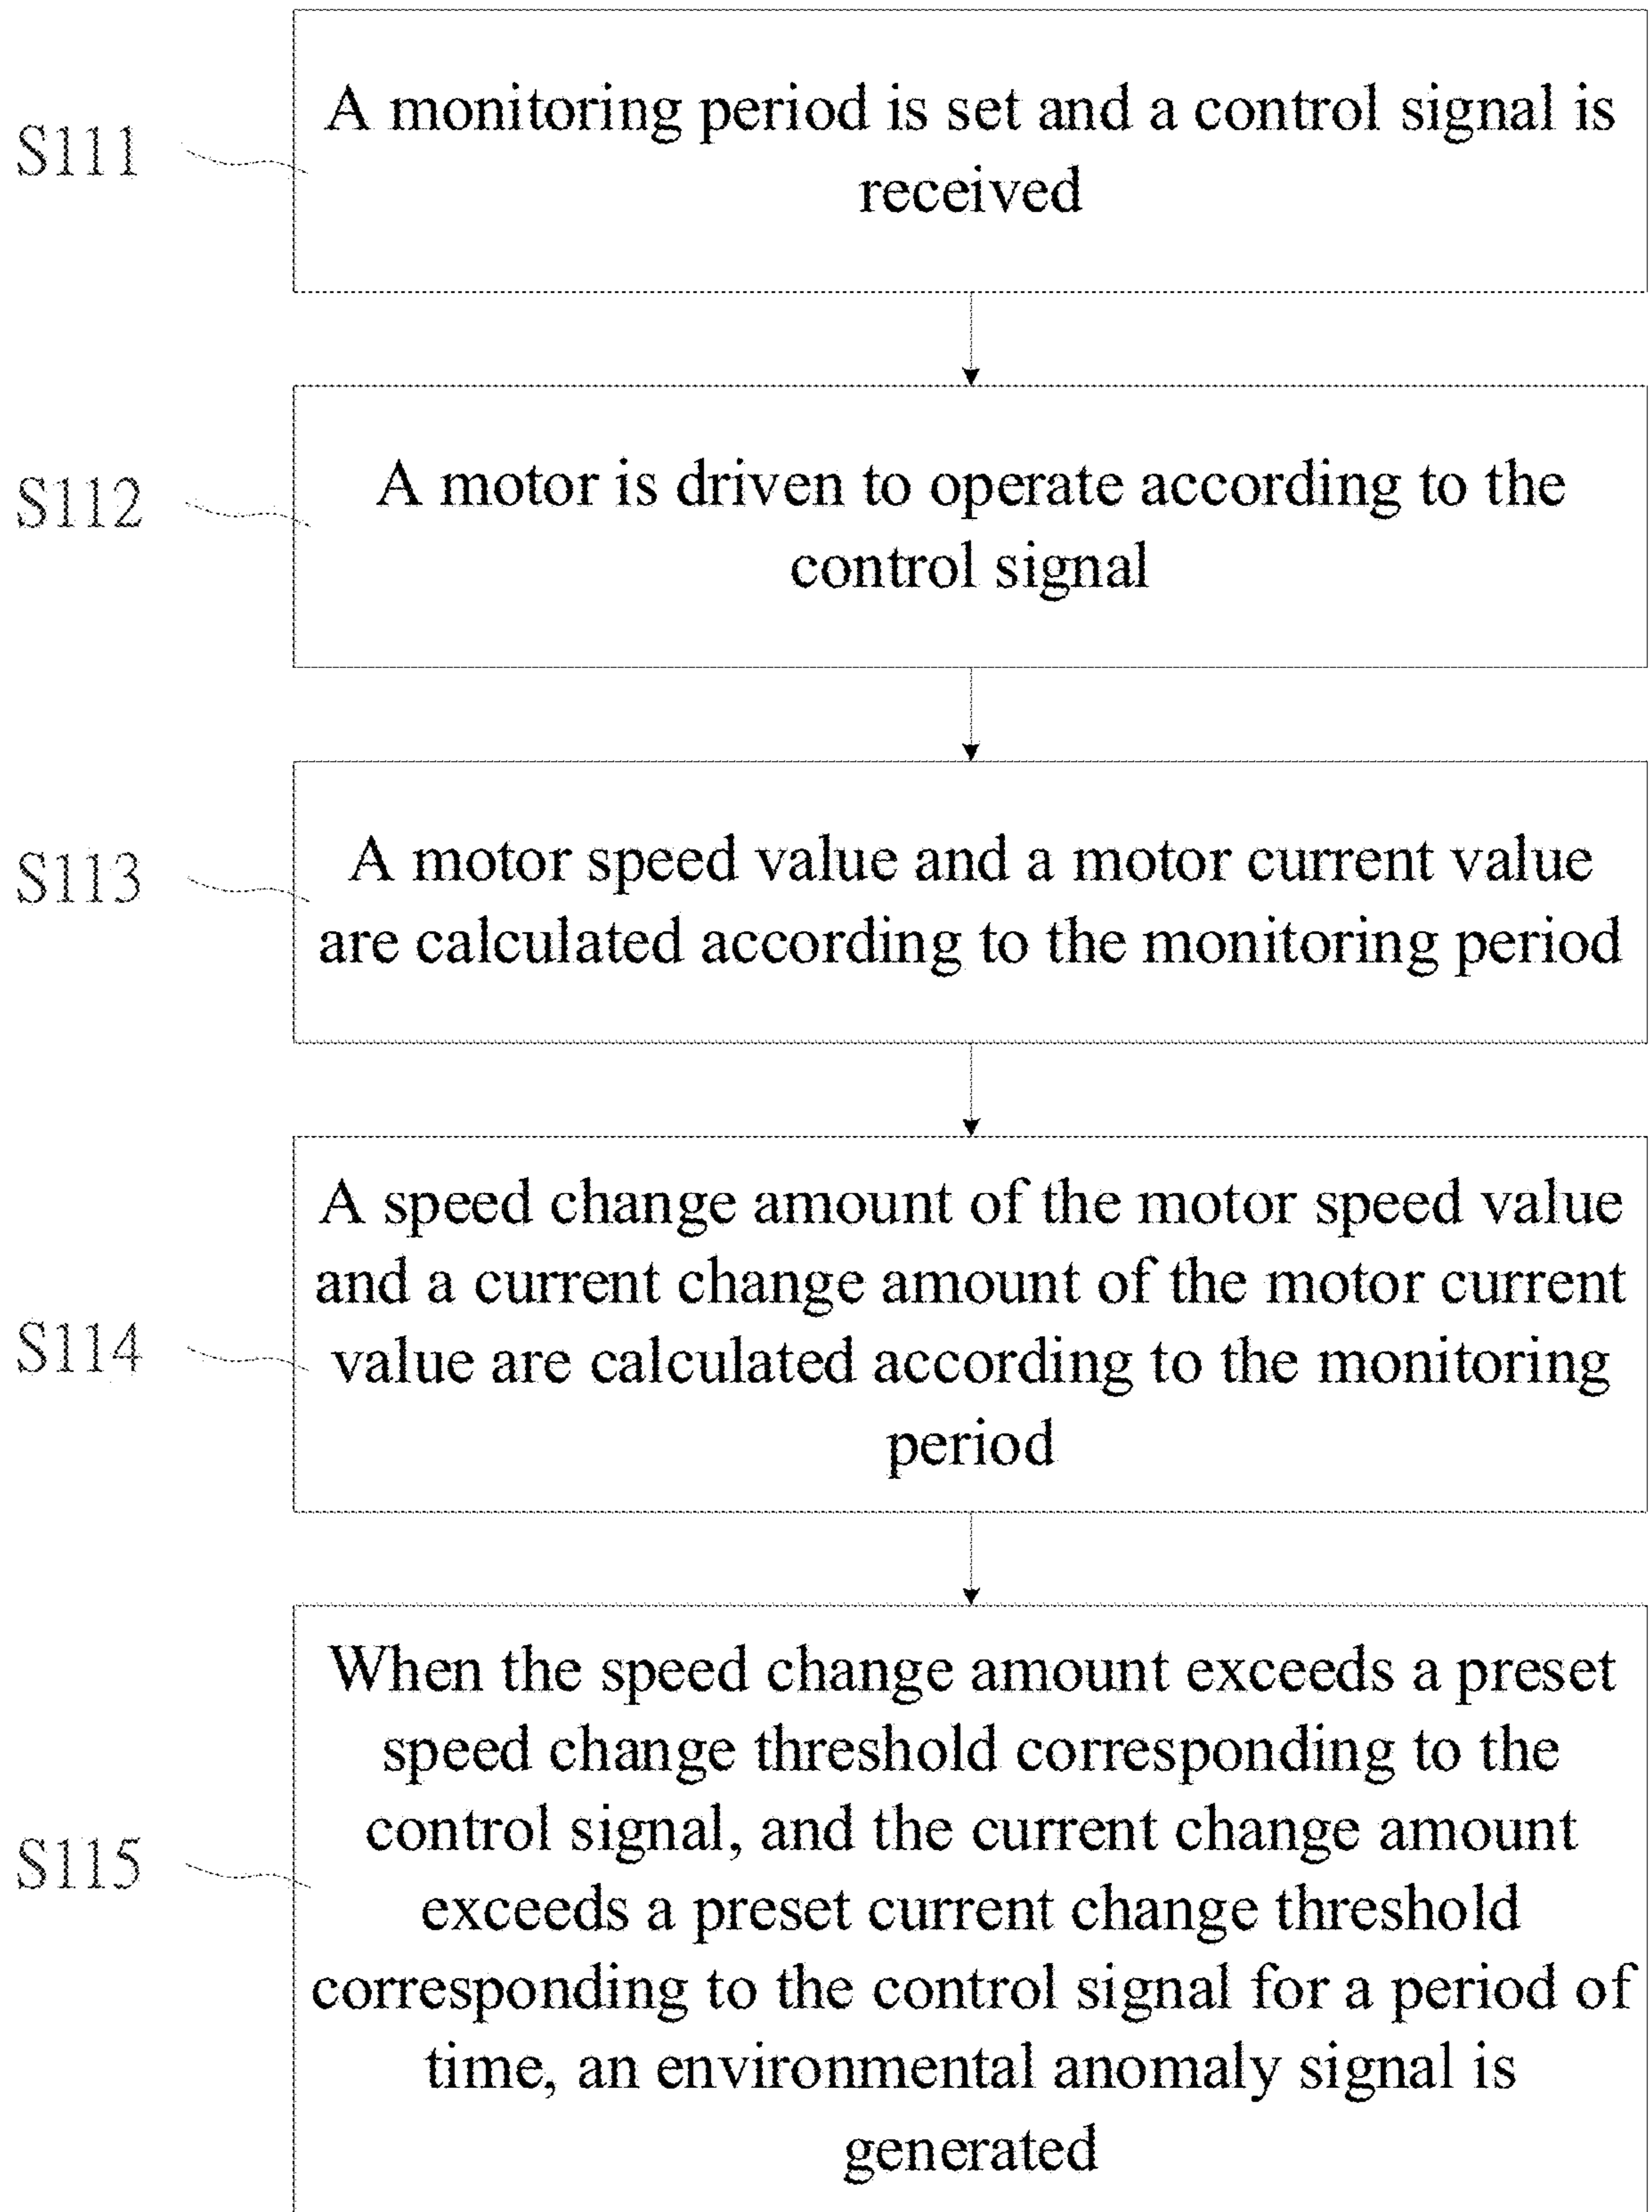 S111
A monitoring period is set and a control signal is
received
S112
A motor is driven to operate according to the
control signal
S113
A motor speed value and a motor current value
are calculated according to the monitoring period
S114
A speed change amount of the motor speed value
and a current change amount of the motor current
value are calculated according to the monitoring
period
S115
When the speed change amount exceeds a preset
speed change threshold corresponding to the
control signal, and the current change amount
exceeds a preset current change threshold
corresponding to the control signal for a period of
time, an environmental anomaly signal is
generated